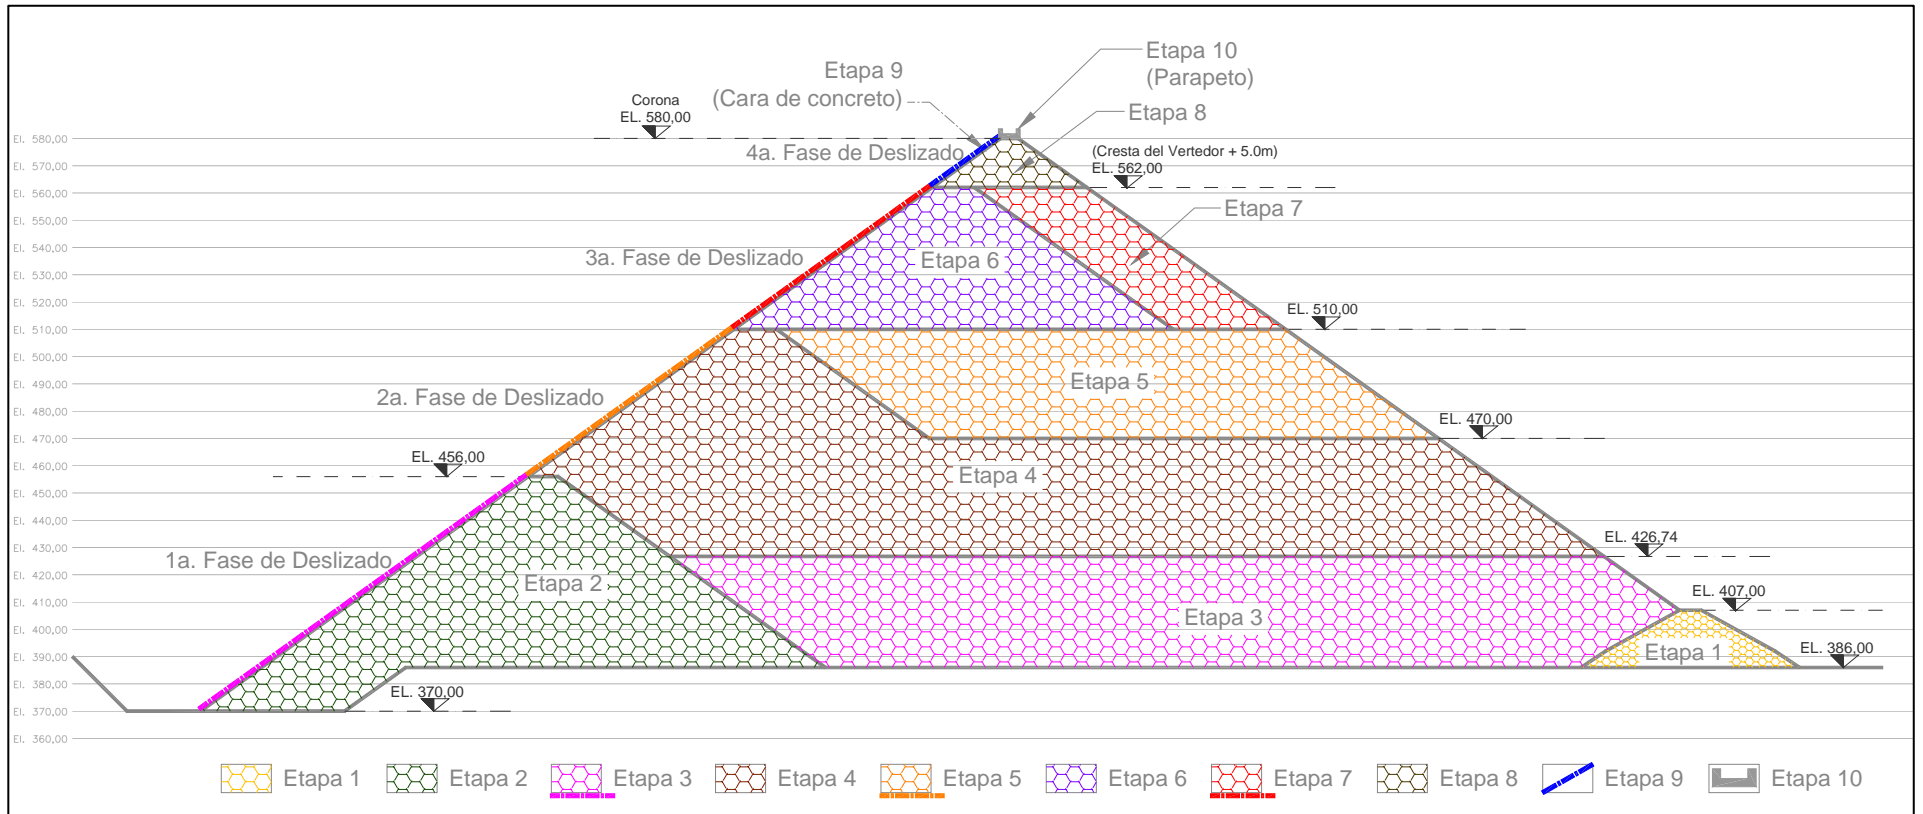 Etapa 10
(Parapeto)
Etapa 9
(Cara de concreto)
Corona
EL. 580,00
Etapa 8
4a. Fase de Deslizado
(Cresta del Vertedor + 5.0m)
EL. 562,00
Etapa 7
3a. Fase de Deslizado
Etapa 6
EL. 510,00
2a. Fase de Deslizado
Etapa 5
EL. 470,00
EL. 456,00
Etapa 4
EL. 426,74
1a. Fase de Deslizado
Etapa 2
EL. 407,00
Etapa 3
Etapa 1
EL. 386,00
EL. 370,00
El. 580,00
El. 570,00
El. 560,00
El. 550,00
El. 540,00
El. 530,00
El. 520,00
El. 510,00
El. 500,00
El. 490,00
El. 480,00
El. 470,00
El. 460,00
El. 450,00
El. 440,00
El. 430,00
El. 420,00
El. 410,00
El. 400,00
El. 390,00
El. 380,00
El. 370,00
El. 360,00
Etapa 1 Etapa 2 Etapa 3 Etapa 4 Etapa 5 Etapa 6 Etapa 7 Etapa 8 Etapa 9 Etapa 10